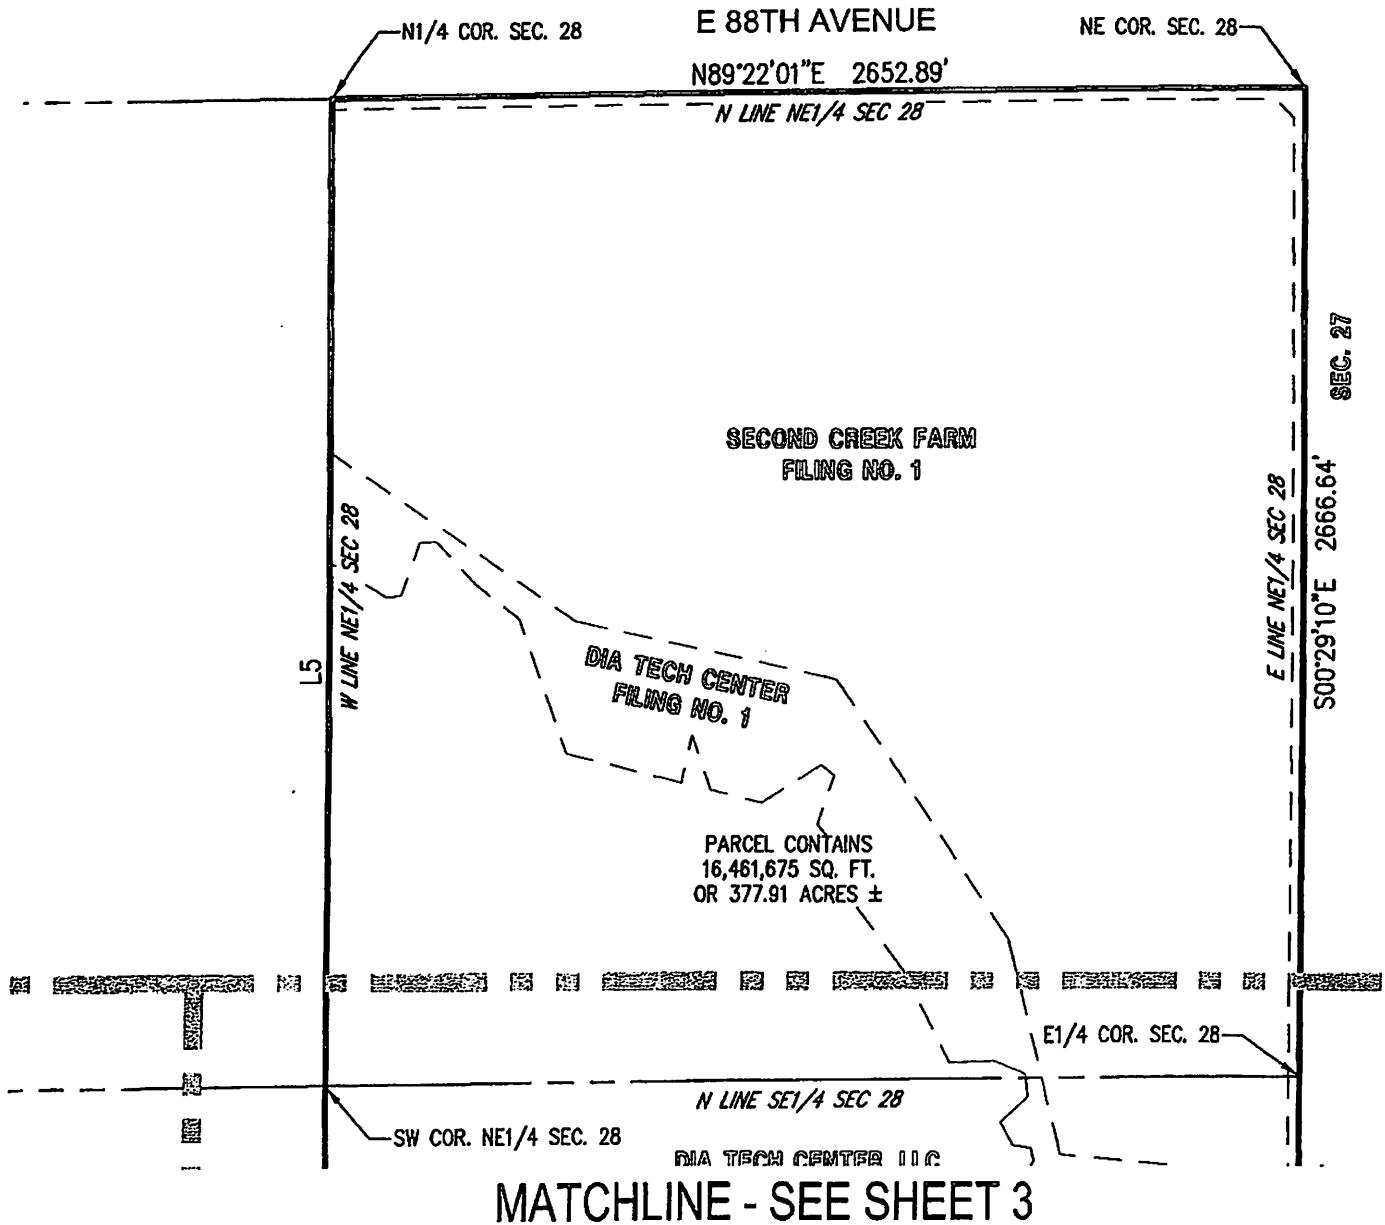 E 88TH AVENUE
N1/4 COR. SEC. 28
NE COR. SEC. 28
N89°22'01"E 2652.89'
N LINE NE1/4 SEC 28
SEC. 27
SECOND CREEK FARM
FILING NO. 1
W LINE NE1/4 SEC 28
L5
E LINE NE1/4 SEC 28
S00°29'10"E 2666.64'
DIA TECH CENTER
FILING NO. 1
PARCEL CONTAINS
16,461,675 SQ. FT.
OR 377.91 ACRES ±
E1/4 COR. SEC. 28
N LINE SE1/4 SEC 28
SW COR. NE1/4 SEC. 28
DIA TECH CENTER LLC
MATCHLINE - SEE SHEET 3